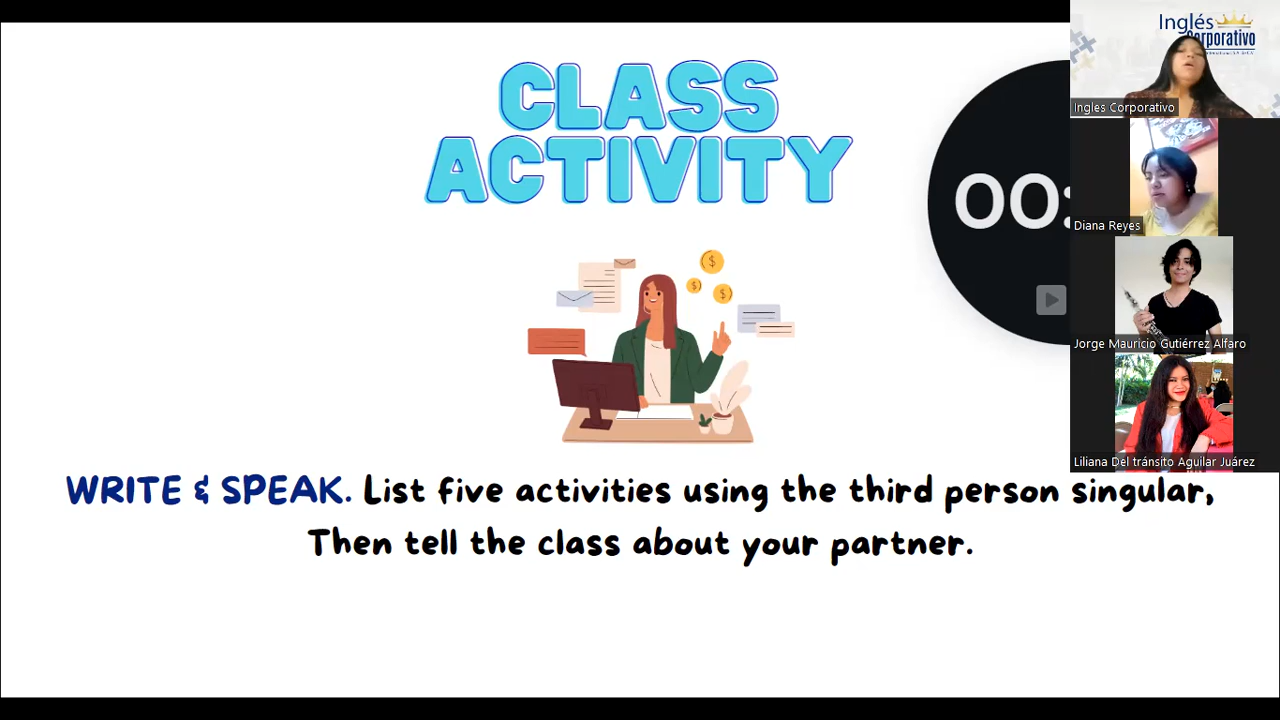 CLASS
ACTIVITY
00:
WRITE & SPEAK. List five activities using the third person singular,
Then tell the class about your partner.
Inglés
Corporativo
Ingles Corporativo
Diana Reyes
Jorge Mauricio Gutiérrez Alfaro
Liliana Del tránsito Aguilar Juárez